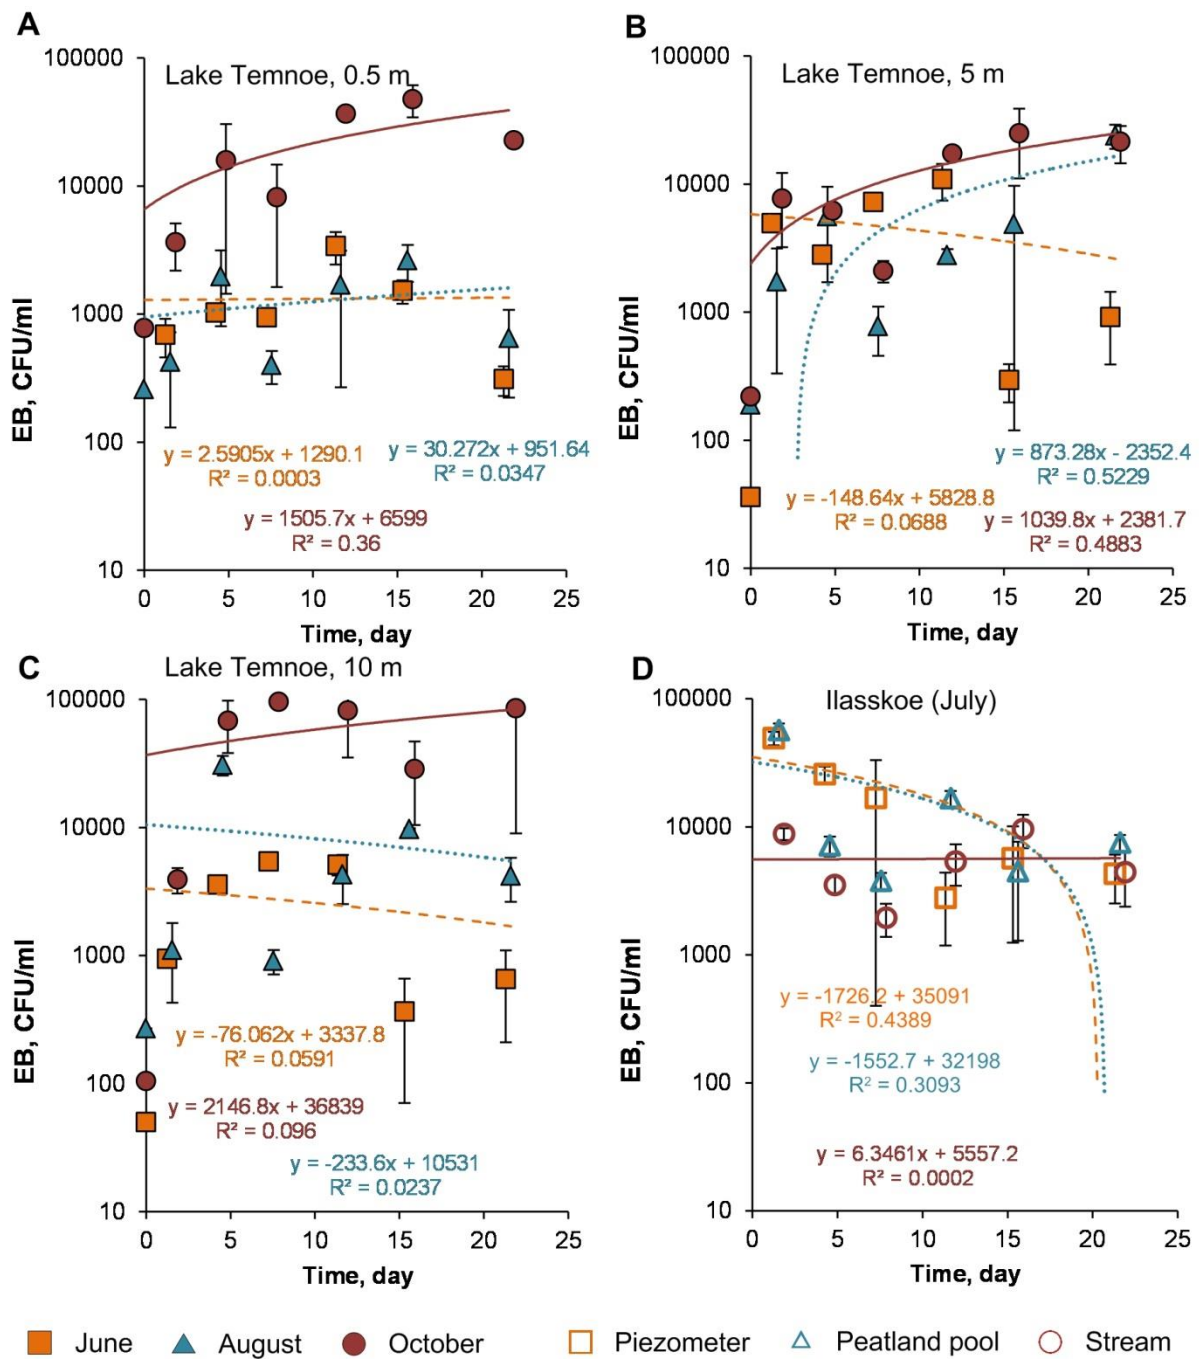 A
B
Lake Temnoe, 0.5 m
Lake Temnoe, 5 m
100000
10000
1000
100
10
EB, CFU/ml
y = 2.5905x + 1290.1
R² = 0.0003
y = 30.272x + 951.64
R² = 0.0347
y = 1505.7x + 6599
R² = 0.36
0 5 10 15 20 25
Time, day
100000
10000
1000
100
10
EB, CFU/ml
y = 873.28x - 2352.4
R² = 0.5229
y = -148.64x + 5828.8
R² = 0.0688
y = 1039.8x + 2381.7
R² = 0.4883
0 5 10 15 20 25
Time, day
C
Lake Temnoe, 10 m
100000
10000
1000
100
10
EB, CFU/ml
y = -76.062x + 3337.8
R² = 0.0591
y = 2146.8x + 36839
R² = 0.096
y = -233.6x + 10531
R² = 0.0237
0 5 10 15 20 25
Time, day
D
Ilasskoe (July)
100000
10000
1000
100
10
EB, CFU/ml
y = -1726.2 + 35091
R² = 0.4389
y = -1552.7 + 32198
R² = 0.3093
y = 6.3461x + 5557.2
R² = 0.0002
0 5 10 15 20 25
Time, day
June August October Piezometer Peatland pool Stream